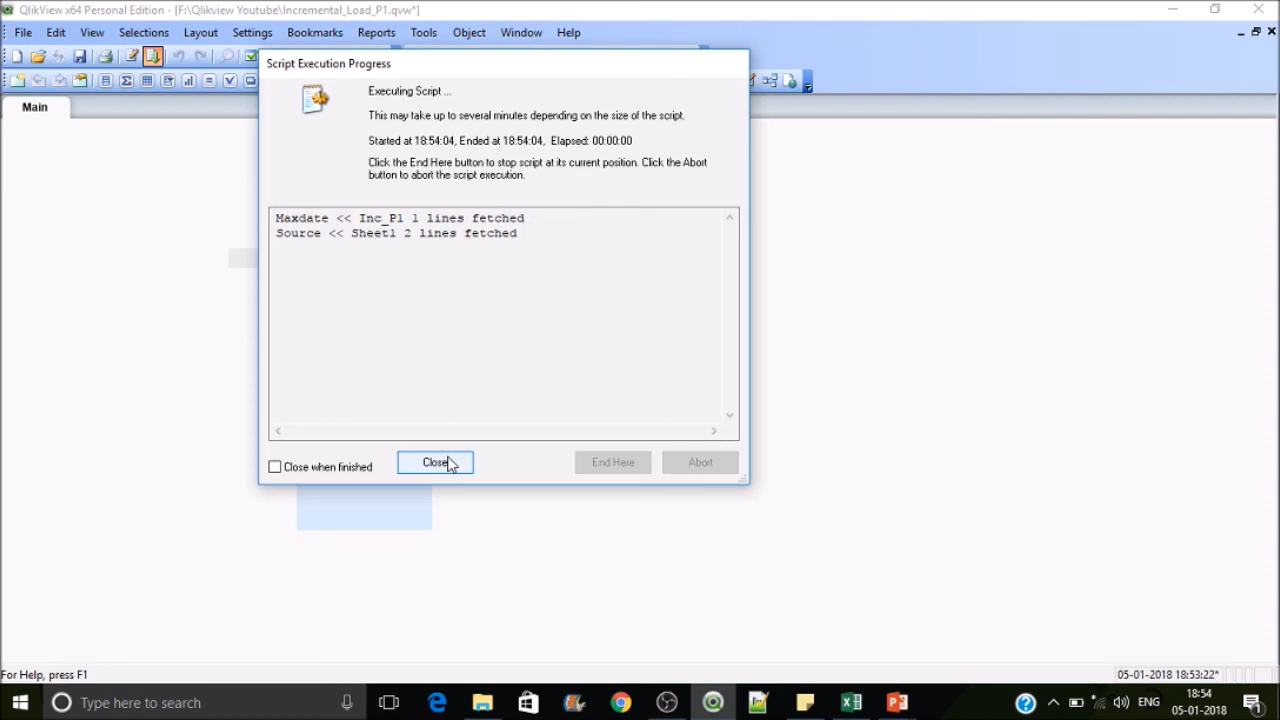 QlikView x64 Personal Edition - [F:\Qlikview Youtube\Incremental_Load_P1.qvw*]
File Edit View Selections Layout Settings Bookmarks Reports Tools Object Window Help
Main
Script Execution Progress
Executing Script ...
This may take up to several minutes depending on the size of the script.
Started at 18:54:04, Ended at 18:54:04, Elapsed: 00:00:00
Click the End Here button to stop script at its current position. Click the Abort
button to abort the script execution.
Maxdate << Inc_P1 1 lines fetched
Source << Sheet1 2 lines fetched
Close when finished
Close
End Here
Abort
For Help, press F1
05-01-2018 18:53:22*
Type here to search
ENG
18:54
05-01-2018